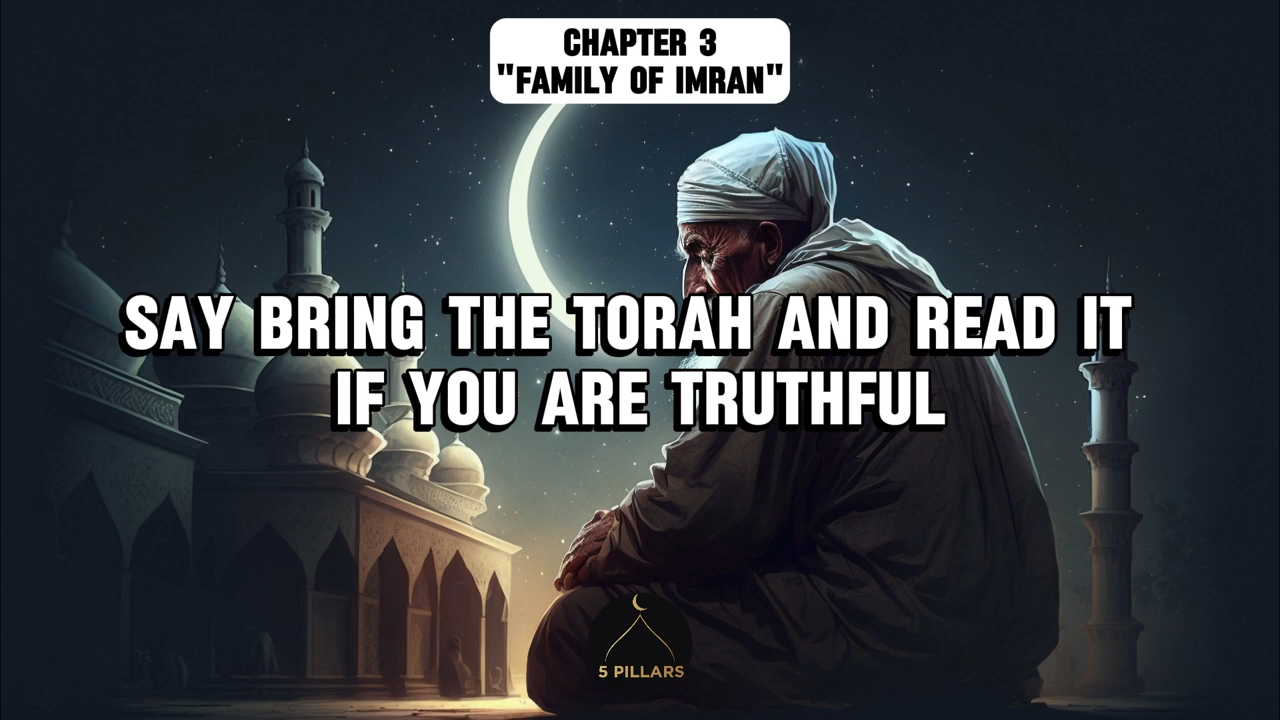 CHAPTER 3
"FAMILY OF IMRAN"
SAY BRING THE TORAH AND READ IT
IF YOU ARE TRUTHFUL
5 PILLARS